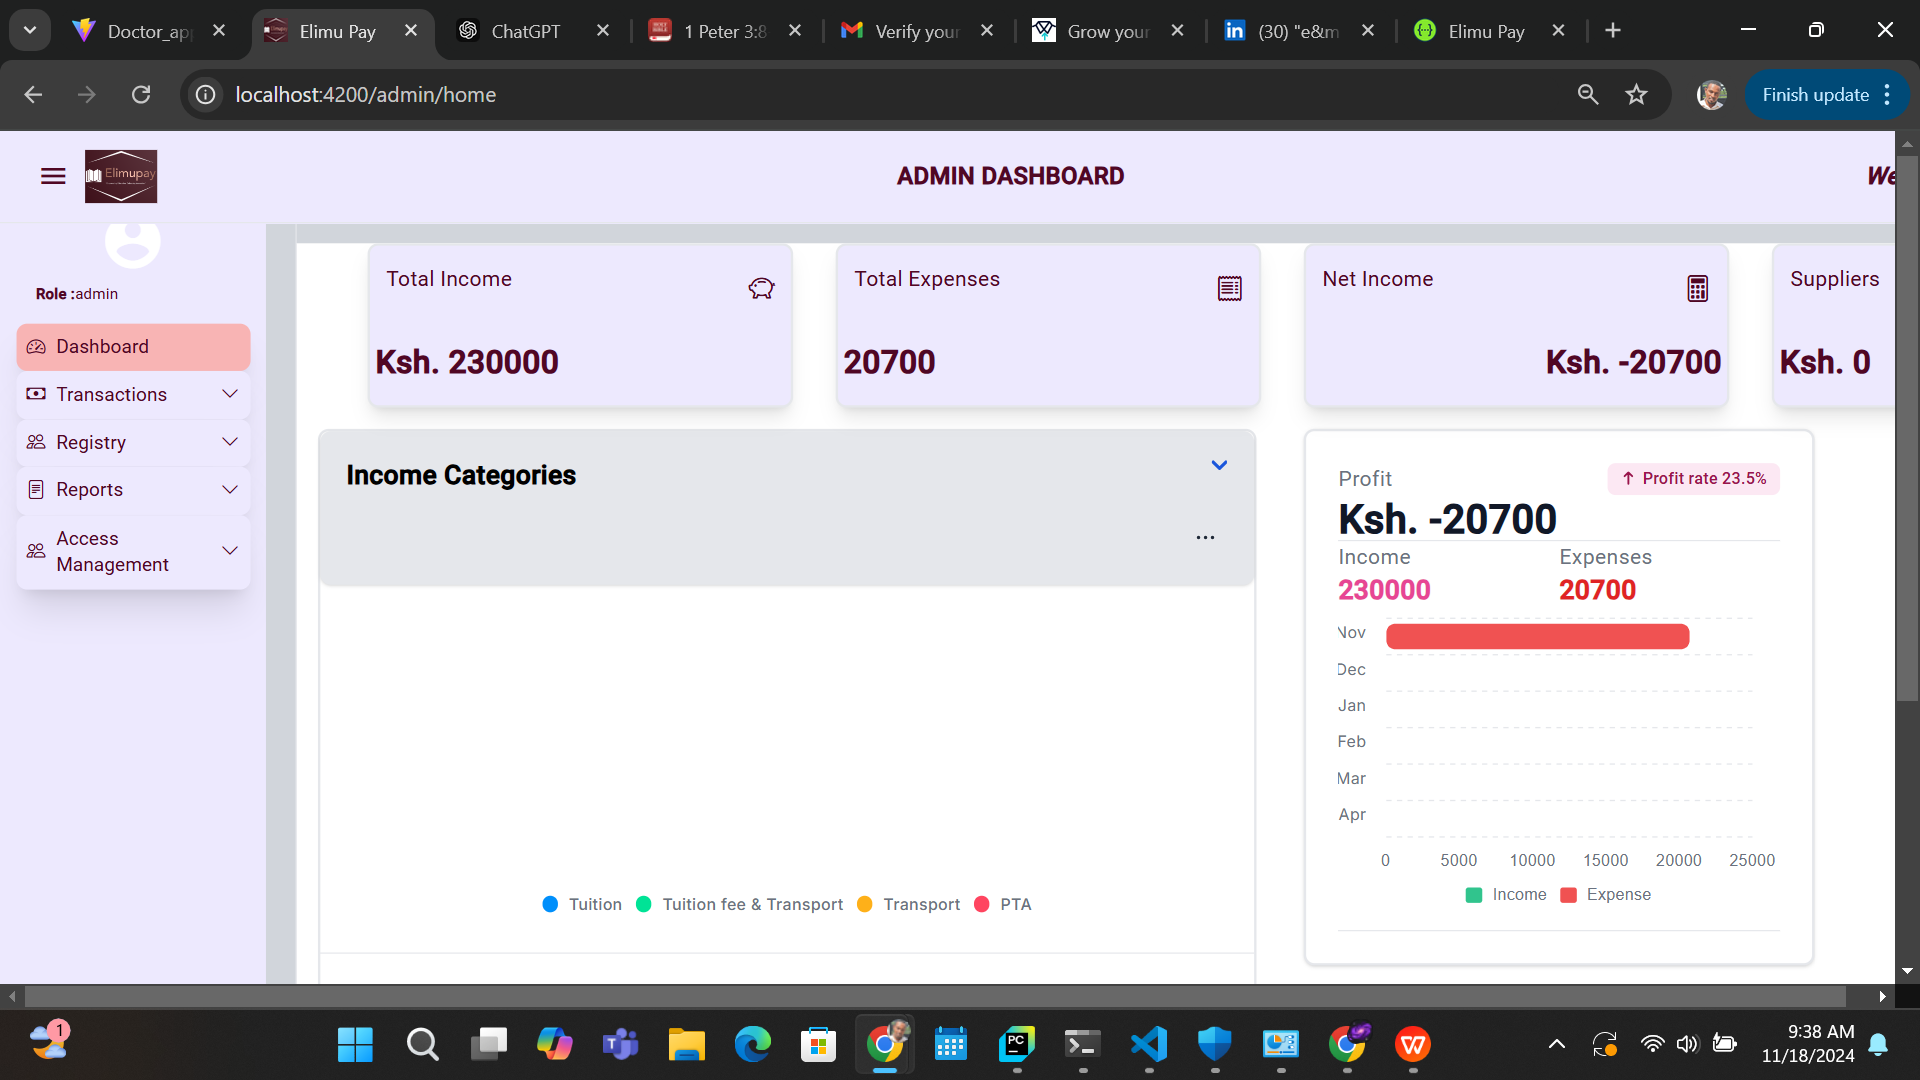 Doctor_ap
Elimu Pay
ChatGPT
1 Peter 3:8
Verify your
Grow your
(30) "e&m
Elimu Pay
localhost:4200/admin/home
Finish update
Elimupay
ADMIN DASHBOARD
We
Role :admin
Dashboard
Transactions
Registry
Reports
Access
Management
Total Income
Ksh. 230000
Total Expenses
20700
Net Income
Ksh. -20700
Suppliers
Ksh. 0
Income Categories
...
Tuition
Tuition fee & Transport
Transport
PTA
Profit
↑ Profit rate 23.5%
Ksh. -20700
Income
Expenses
230000
20700
Nov
Dec
Jan
Feb
Mar
Apr
0 5000 10000 15000 20000 25000
Income
Expense
1
9:38 AM
11/18/2024